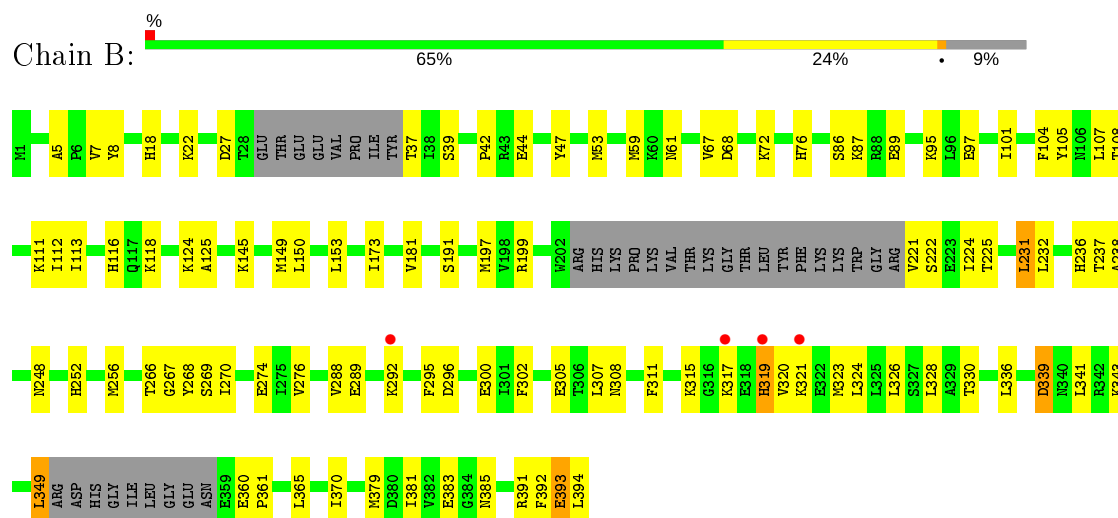 %
Chain B:
65% 24% • 9%
M1 A5 P6 V7 Y8 H18 K22 D27 T28 GLU THR GLU GLU VAL PRO ILE TYR T37 I38 S39 P42 R43 E44 Y47 M53 M59 K60 N61 V67 D68 K72 H76 S86 K87 R88 E89 K95 L96 E97 I101 F104 Y105 N106 L107 T108
K111 I112 I113 H116 Q117 K118 K124 A125 K145 M149 L150 L153 I173 V181 S191 M197 V198 R199 W202 ARG HIS LYS PRO LYS VAL THR LYS GLY THR LEU TYR PHE LYS LYS TRP GLY ARG V221 S222 E223 I224 T225 L231 L232 H236 T237 A238
N248 H252 M256 T266 G267 Y268 S269 I270 E274 I275 V276 V288 E289 K292 F295 D296 E300 I301 F302 E305 T306 L307 N308 F311 K315 G316 K317 E318 H319 V320 K321 E322 M323 L324 L325 L326 S327 L328 A329 T330 L336 D339 N340 L341 R342 K343
L349 ARG ASP HIS GLY ILE LEU GLY GLU ASN E359 E360 P361 L365 I370 M379 D380 I381 V382 E383 G384 N385 R391 F392 E393 L394